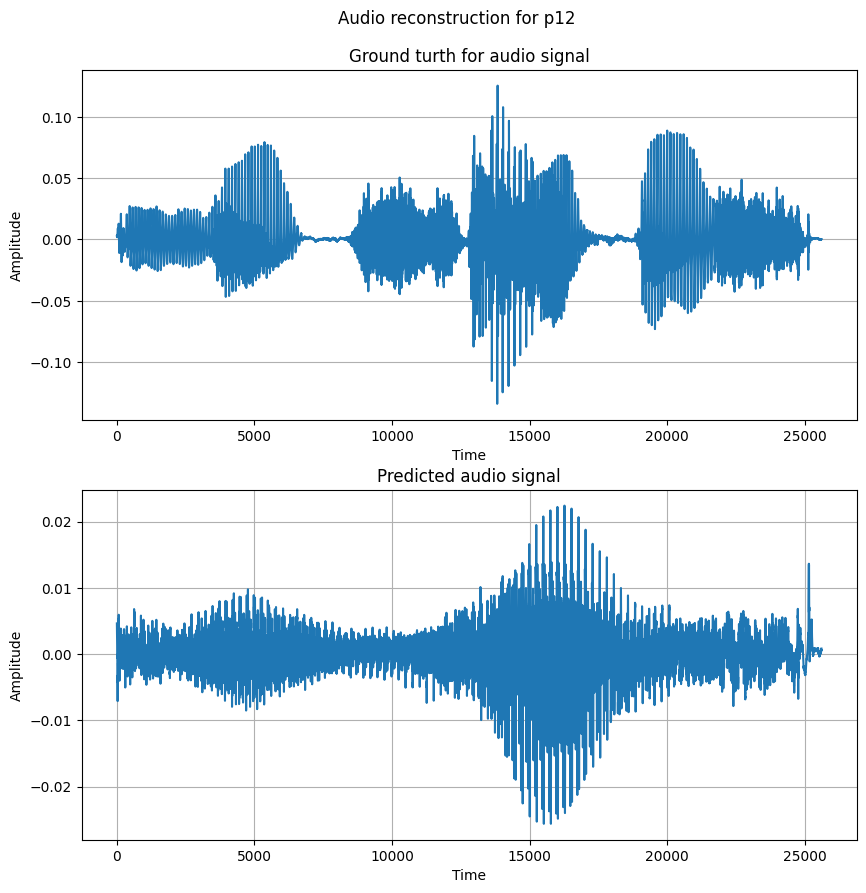 Audio reconstruction for p12
Ground turth for audio signal
0.10
0.05
0.00
−0.05
−0.10
Amplitude
0 5000 10000 15000 20000 25000
Time
Predicted audio signal
0.02
0.01
0.00
−0.01
−0.02
Amplitude
0 5000 10000 15000 20000 25000
Time